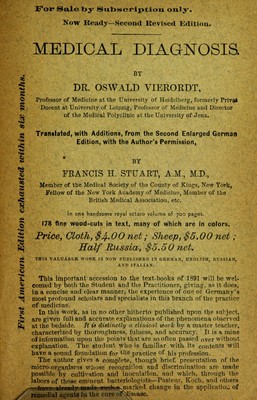 For Sale by Subscription only.
Now Ready—Second Revised Edition.
MEDICAL DIAGNOSIS
BY
DR. OSWALD VIERORDT,
Professor of Medicine at the University of Heidelberg, formerly Privat
Docent at University of Leipzig, Professor of Medicine and Director
of the Medical Polyclinic at the University of Jena.
Translated, with Additions, from the Second Enlarged German
Edition, with the Author's Permission,
BY
FRANCIS H. STUART, A.M., M.D.,
Member of the Medical Society of the County of Kings, New York,
Fellow of the New York Academy of Medicine, Member of the
British Medical Association, etc.
In one handsome royal octavo volume of 700 pages.
178 fine wood-cuts in text, many of which are in colors.
Price, Cloth, $4.00 net; Sheep, $5.00 net;
Half Russia, $5.50 net.
THIS VALUABLE WORK IS NOW PUBLISHED IN GERMAN, ENGLISH, RUSSIAN,
AND ITALIAN.
This important accession to the text-books of 1891 will be wel-
comed by both the Student and the Practitioner, giving, as it does,
in a concise and clear manner, the experience of one of Germany's
most profound scholars and specialists in this branch of the practice
of medicine.
In this work, as in no other hitherto published upon the subject,
are given full and accurate explanations of the phenomena observed
at the bedside. It is distinctly a clinical work by a master teacher,
characterized by thoroughness, fulness, and accuracy. It is a mine
of information upon the points that are so often passed over without
explanation. The student who is familiar with its contents will
have a sound foundation for the practice of his profession.
The author gives a complete, though brief presentation of the
micro-organisms whose recognition and discrimination are made
possible by cultivation and inoculation, and which, through the
labors of these eminent bacteriologists—Pasteur, Koch, and others
have already made such a marked change in the application of
remedial agents in the cure of disease.
First American Edition exhausted within six months.